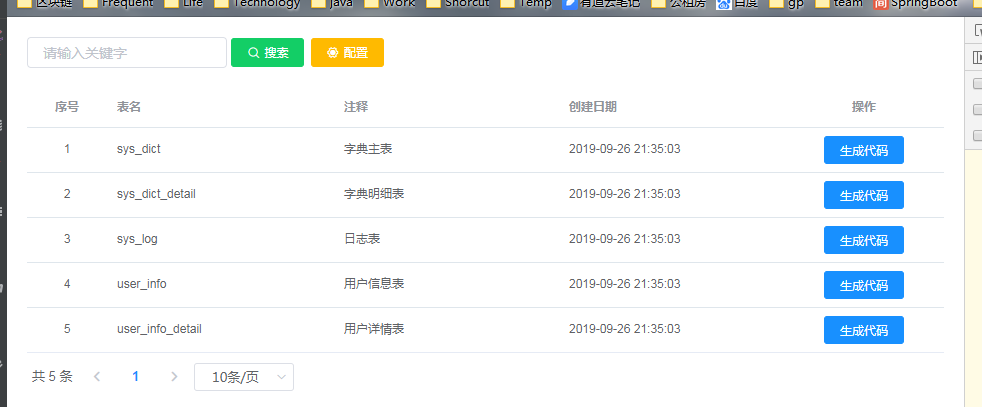 区块链 Frequent Life Technology java Work Shorcut Temp 有道云笔记 公租房 百度 gp team 简 SpringBoot
请输入关键字 搜索 配置
序号 表名 注释 创建日期 操作
1 sys_dict 字典主表 2019-09-26 21:35:03 生成代码
2 sys_dict_detail 字典明细表 2019-09-26 21:35:03 生成代码
3 sys_log 日志表 2019-09-26 21:35:03 生成代码
4 user_info 用户信息表 2019-09-26 21:35:03 生成代码
5 user_info_detail 用户详情表 2019-09-26 21:35:03 生成代码
共 5 条 1 10条/页